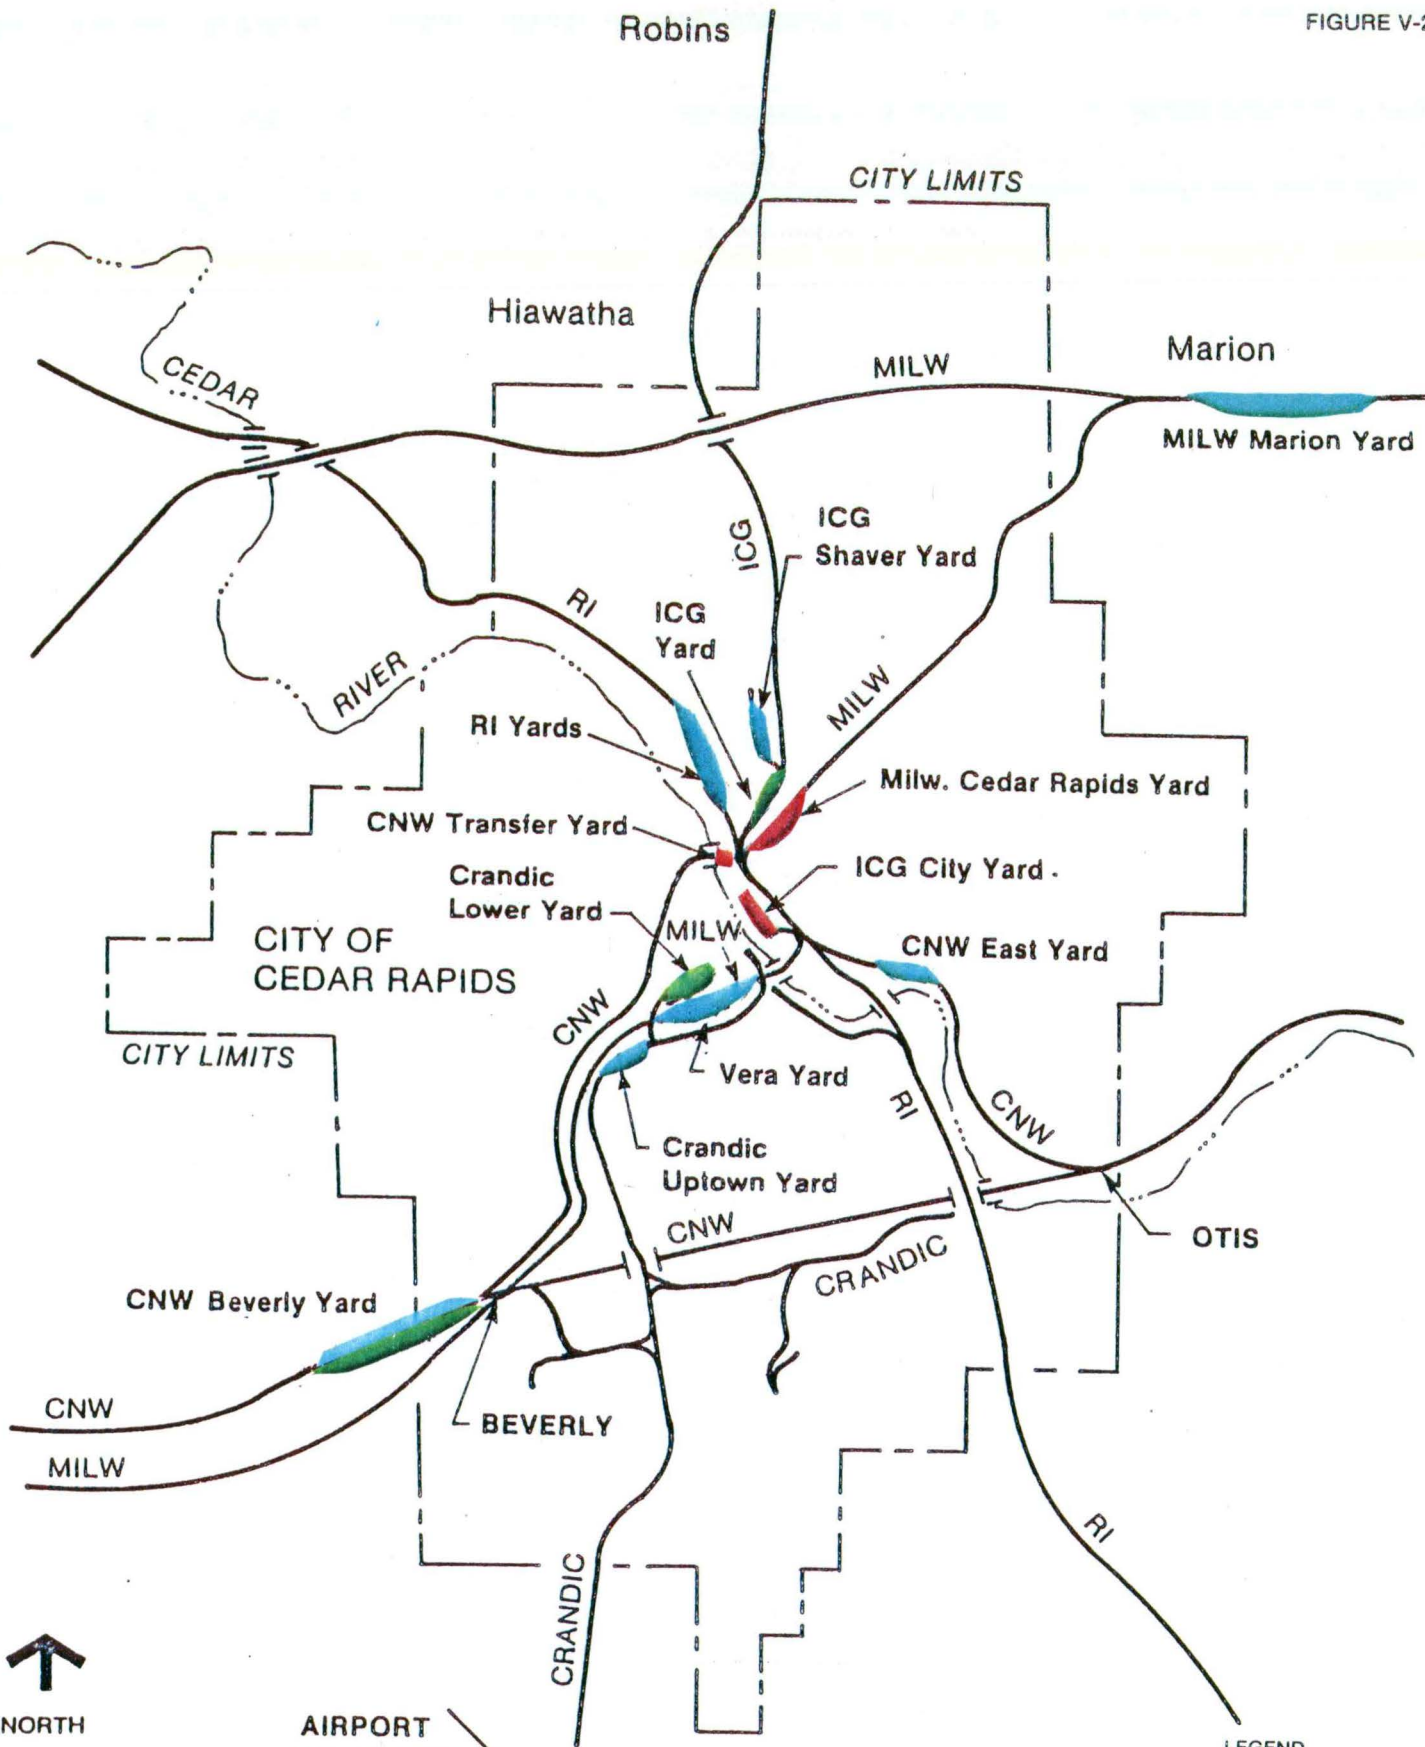 Robins
FIGURE V-2
CITY LIMITS
Hiawatha
Marion
MILW
CEDAR
MILW Marion Yard
ICG
ICG
Shaver Yard
RI
ICG
Yard
RIVER
MILW
RI Yards
Milw. Cedar Rapids Yard
CNW Transfer Yard
ICG City Yard
Crandic
Lower Yard
MILW
CITY OF
CEDAR RAPIDS
CNW East Yard
CNW
CITY LIMITS
Vera Yard
RI
CNW
Crandic
Uptown Yard
CNW
OTIS
CRANDIC
CNW Beverly Yard
CNW
BEVERLY
MILW
RI
CRANDIC
NORTH
AIRPORT
LEGEND